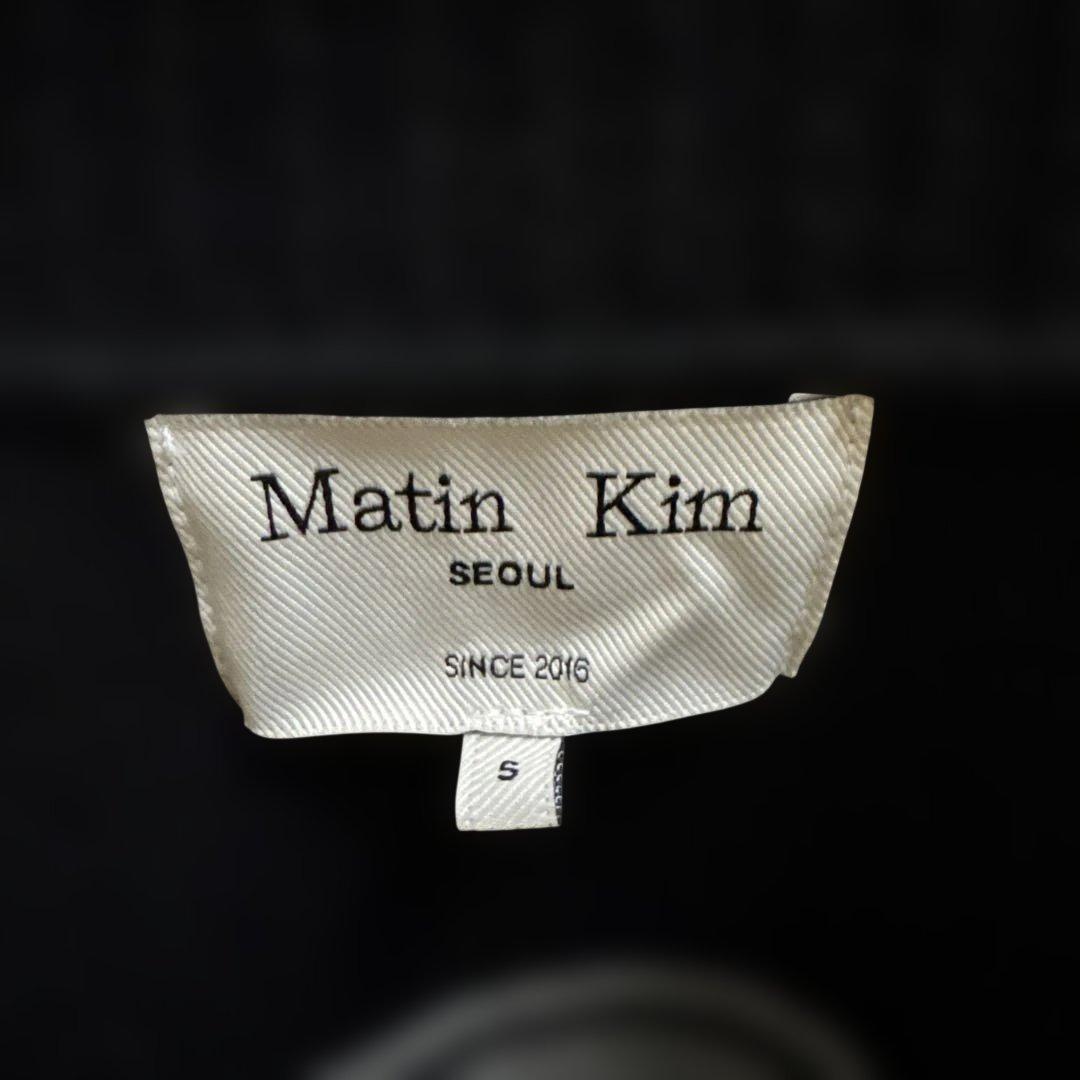 Matin Kim
SEOUL
SINCE 2016
S